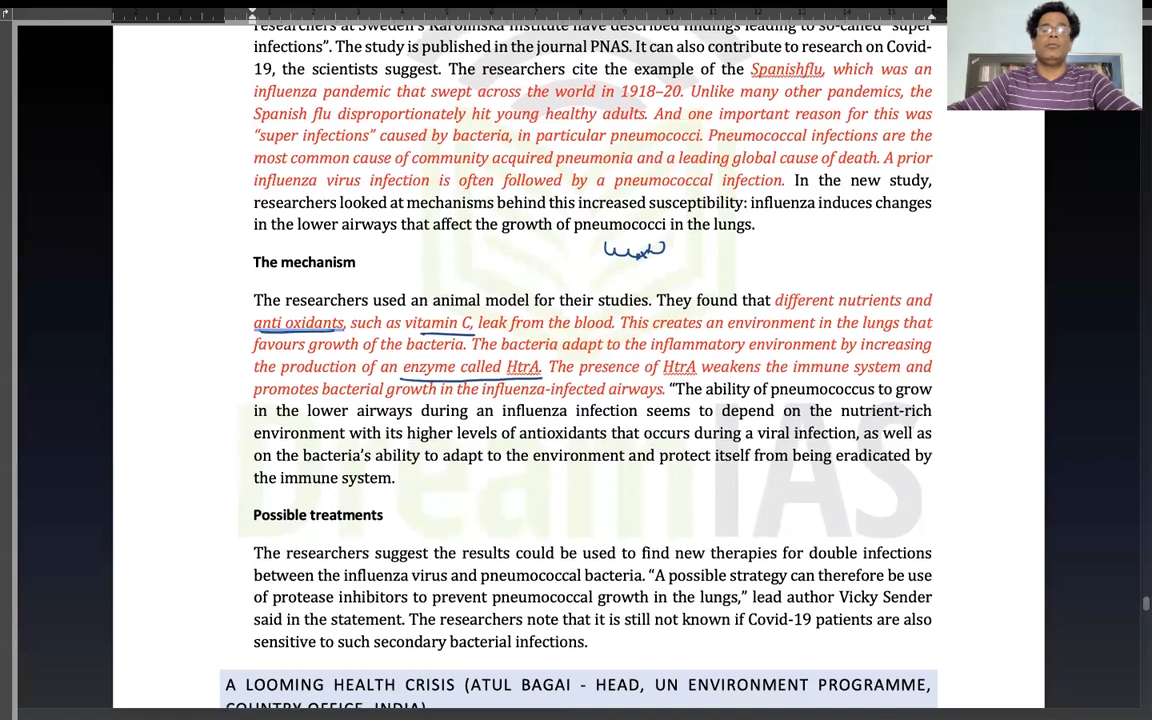 researchers at Sweden's Karolinska Institute have described findings leading to so-called "super
infections". The study is published in the journal PNAS. It can also contribute to research on Covid-
19, the scientists suggest. The researchers cite the example of the Spanishflu, which was an
influenza pandemic that swept across the world in 1918–20. Unlike many other pandemics, the
Spanish flu disproportionately hit young healthy adults. And one important reason for this was
"super infections" caused by bacteria, in particular pneumococci. Pneumococcal infections are the
most common cause of community acquired pneumonia and a leading global cause of death. A prior
influenza virus infection is often followed by a pneumococcal infection. In the new study,
researchers looked at mechanisms behind this increased susceptibility: influenza induces changes
in the lower airways that affect the growth of pneumococci in the lungs.
The mechanism
The researchers used an animal model for their studies. They found that different nutrients and
anti oxidants, such as vitamin C, leak from the blood. This creates an environment in the lungs that
favours growth of the bacteria. The bacteria adapt to the inflammatory environment by increasing
the production of an enzyme called HtrA. The presence of HtrA weakens the immune system and
promotes bacterial growth in the influenza-infected airways. "The ability of pneumococcus to grow
in the lower airways during an influenza infection seems to depend on the nutrient-rich
environment with its higher levels of antioxidants that occurs during a viral infection, as well as
on the bacteria's ability to adapt to the environment and protect itself from being eradicated by
the immune system.
DreamIAS
Possible treatments
The researchers suggest the results could be used to find new therapies for double infections
between the influenza virus and pneumococcal bacteria. "A possible strategy can therefore be use
of protease inhibitors to prevent pneumococcal growth in the lungs," lead author Vicky Sender
said in the statement. The researchers note that it is still not known if Covid-19 patients are also
sensitive to such secondary bacterial infections.
A LOOMING HEALTH CRISIS (ATUL BAGAI - HEAD, UN ENVIRONMENT PROGRAMME,
COUNTRY OFFICE, INDIA)